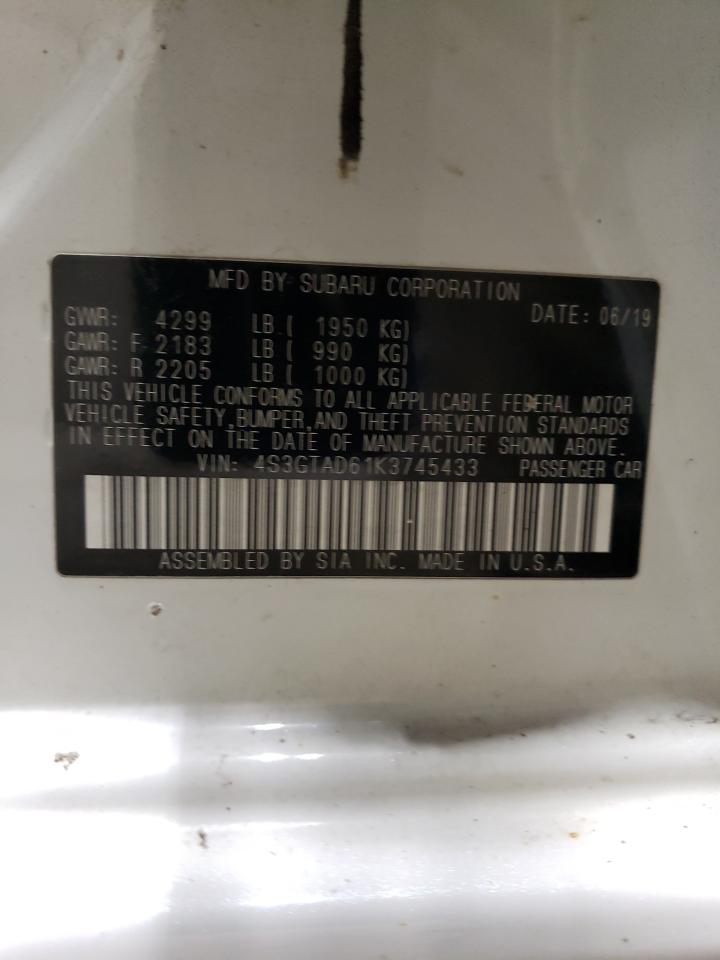 MFD BY SUBARU CORPORATION
DATE: 06/19
GVWR: 4299 LB ( 1950 KG)
GAWR: F 2183 LB ( 990 KG)
GAWR: R 2205 LB ( 1000 KG)
THIS VEHICLE CONFORMS TO ALL APPLICABLE FEDERAL MOTOR
VEHICLE SAFETY,BUMPER,AND THEFT PREVENTION STANDARDS
IN EFFECT ON THE DATE OF MANUFACTURE SHOWN ABOVE.
VIN: 4S3GTAD61K3745433 PASSENGER CAR
ASSEMBLED BY SIA INC. MADE IN U.S.A.